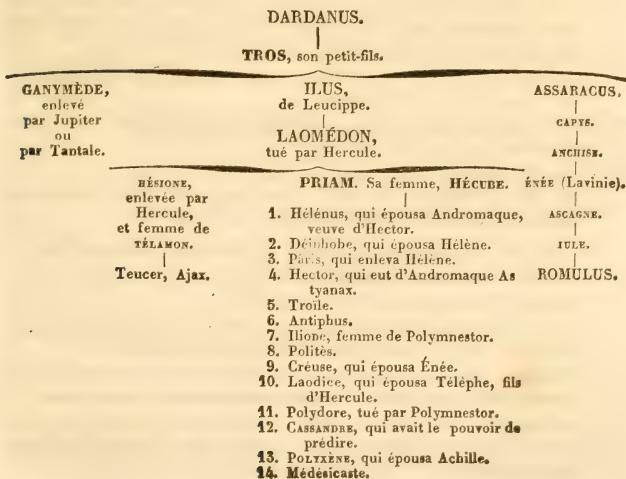 DARDANUS.
TROS, son petit-fils.
GANYMÈDE,
enlevé
par Jupiter
ou
par Tantale.
ILUS,
de Leucippe.
LAOMÉDON,
tué par Hercule.
ASSARACUS.
CAPYS.
ANCHISE.
ÉNÉE (Lavinie).
ASCAGNE.
IULE.
ROMULUS.
HÉSIONE,
enlevée par
Hercule,
et femme de
TÉLAMON.
Teucer, Ajax.
PRIAM. Sa femme, HÉCUBE.
1. Hélénus, qui épousa Andromaque,
veuve d'Hector.
2. Déiphobe, qui épousa Hélène.
3. Pâris, qui enleva Hélène.
4. Hector, qui eut d'Andromaque As
tyanax.
5. Troïle.
6. Antiphus.
7. Ilione, femme de Polymnestor.
8. Politès.
9. Créuse, qui épousa Énée.
10. Laodice, qui épousa Télèphe, fils
d'Hercule.
11. Polydore, tué par Polymnestor.
12. CASSANDRE, qui avait le pouvoir de
prédire.
13. POLYXÈNE, qui épousa Achille.
14. Médésicaste.